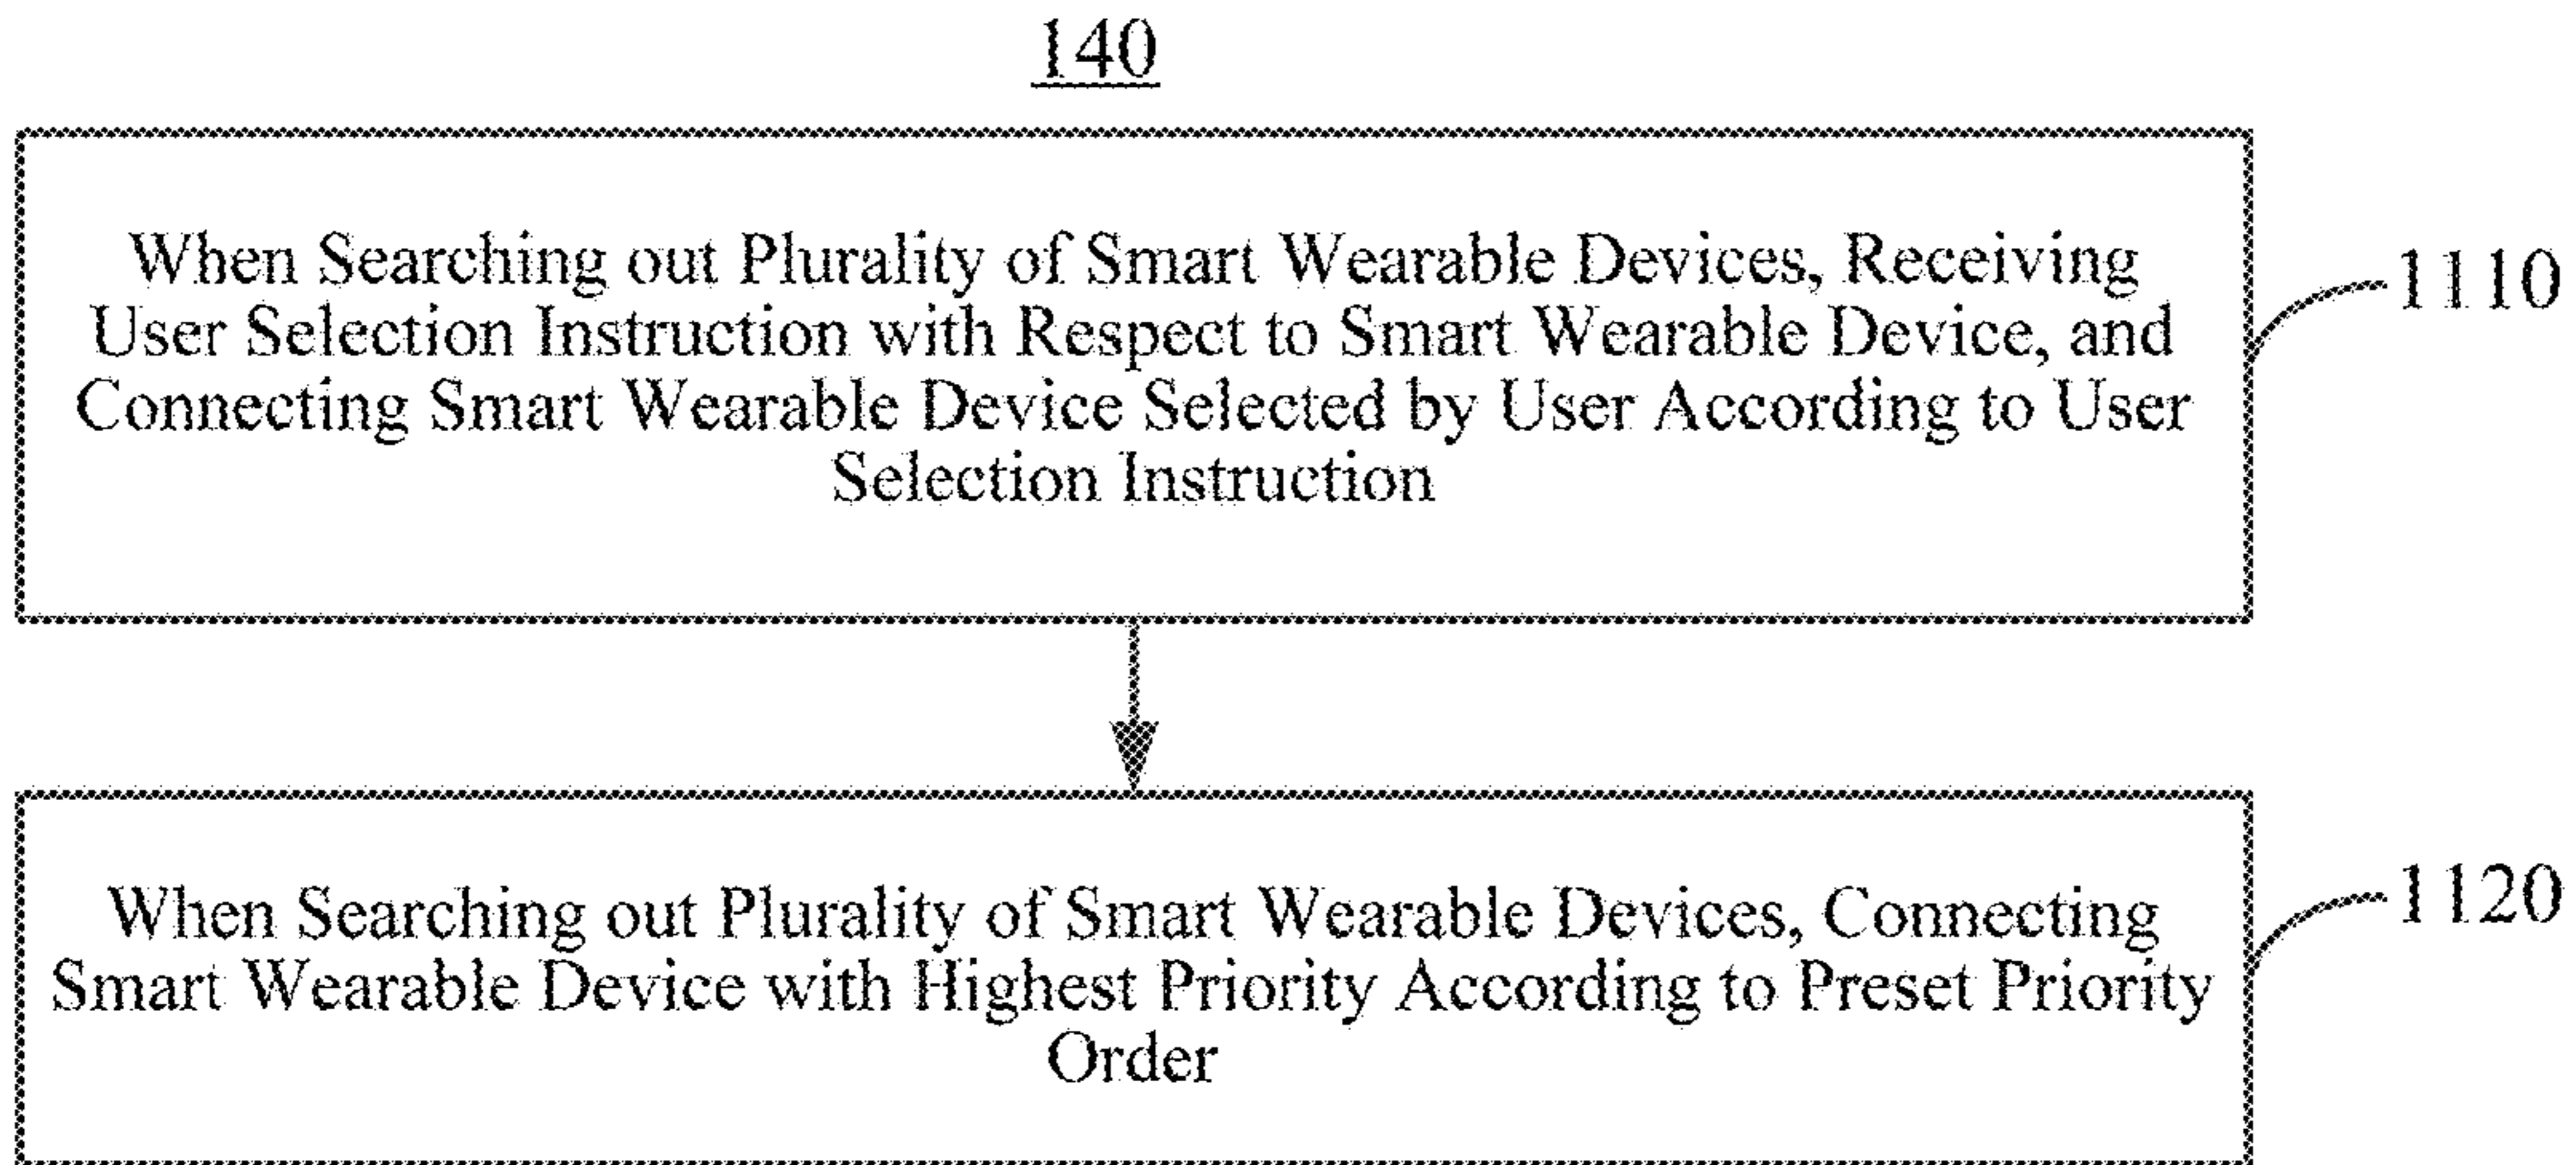 140
When Searching out Plurality of Smart Wearable Devices, Receiving
User Selection Instruction with Respect to Smart Wearable Device, and
Connecting Smart Wearable Device Selected by User According to User
Selection Instruction
1110
When Searching out Plurality of Smart Wearable Devices, Connecting
Smart Wearable Device with Highest Priority According to Preset Priority
Order
1120